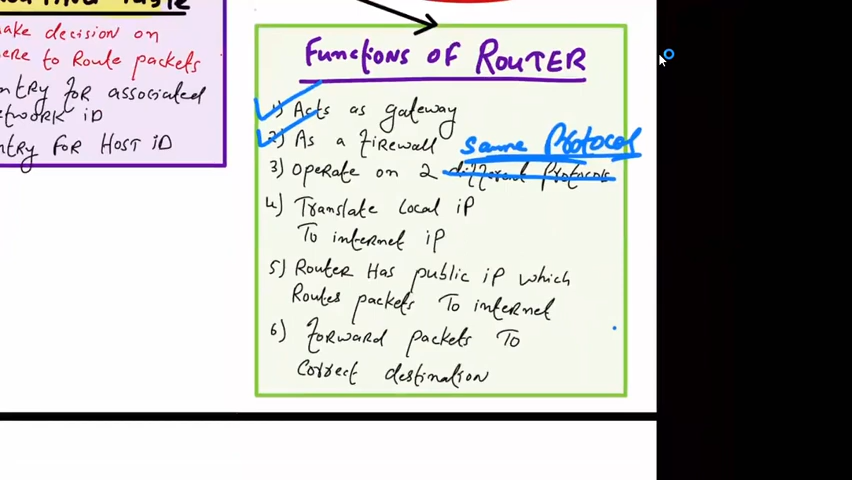 Table
ake decision on
ere to Route packets
ntry for associated
etwork iD
ntry for Host iD
Functions of Router
1) Acts as gateway
2) As a firewall
same Protocol
3) Operate on 2 different Protocols
4) Translate local iP
To internet iP
5) Router Has public iP which
Routes packets To internet
6) Forward packets To
Correct destination